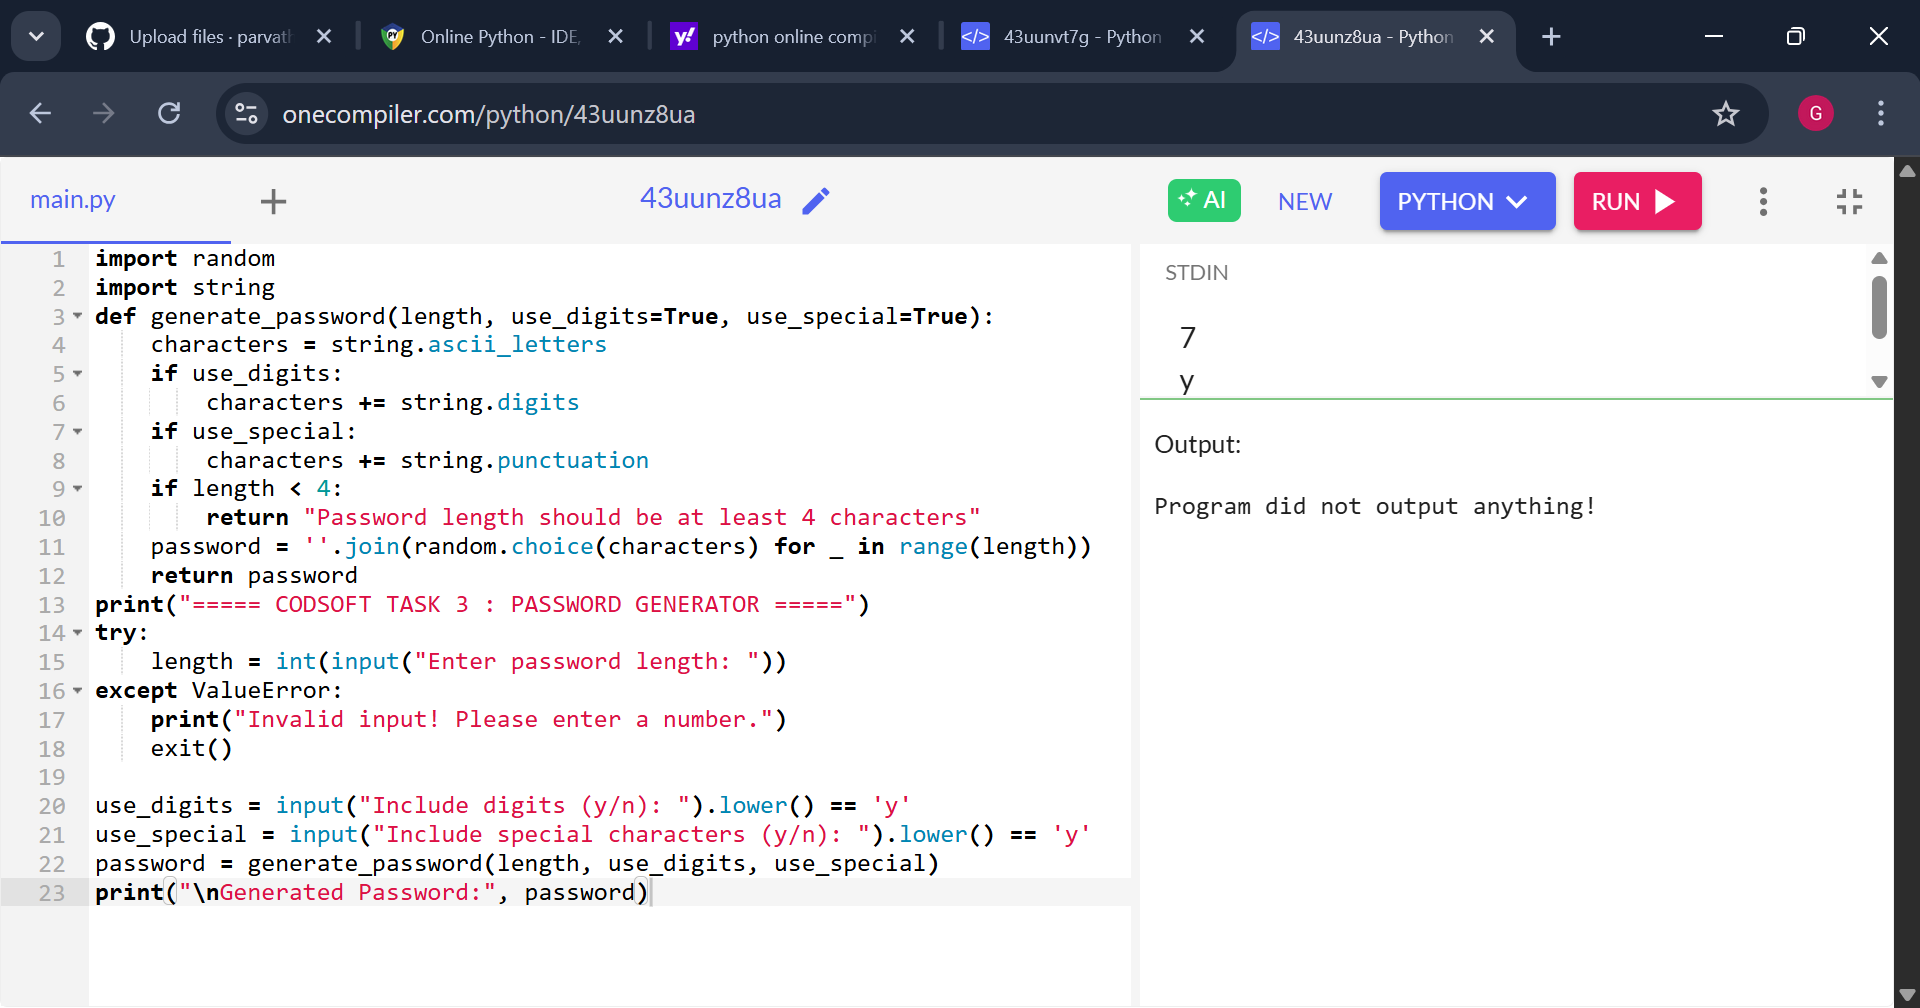 Upload files · parvath
Online Python - IDE,
python online compi
43uunvt7g - Python
43uunz8ua - Python
onecompiler.com/python/43uunz8ua
G
main.py
43uunz8ua
AI
NEW
PYTHON
RUN
1 import random
2 import string
3 def generate_password(length, use_digits=True, use_special=True):
4     characters = string.ascii_letters
5     if use_digits:
6         characters += string.digits
7     if use_special:
8         characters += string.punctuation
9     if length < 4:
10         return "Password length should be at least 4 characters"
11     password = ''.join(random.choice(characters) for _ in range(length))
12     return password
13 print("===== CODSOFT TASK 3 : PASSWORD GENERATOR =====")
14 try:
15     length = int(input("Enter password length: "))
16 except ValueError:
17     print("Invalid input! Please enter a number.")
18     exit()
19
20 use_digits = input("Include digits (y/n): ").lower() == 'y'
21 use_special = input("Include special characters (y/n): ").lower() == 'y'
22 password = generate_password(length, use_digits, use_special)
23 print("\nGenerated Password:", password)
STDIN
7
y
Output:
Program did not output anything!